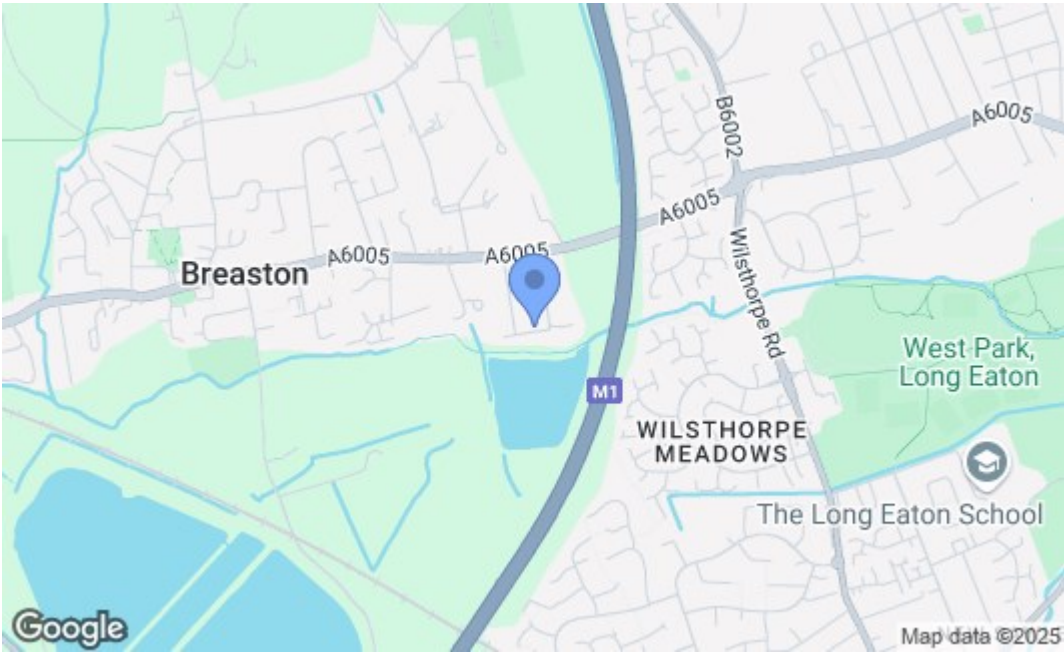 A6005
B6002
A6005
A6005
A6005
Breaston
Wilsthorpe Rd
West Park,
Long Eaton
M1
WILSTHORPE
MEADOWS
The Long Eaton School
Google
Map data ©2025